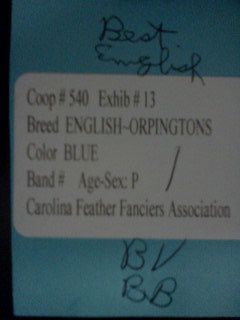 Best
English
Coop # 540 Exhib # 13
Breed ENGLISH~ORPINGTONS
Color BLUE
Band # Age-Sex: P 1
Carolina Feather Fanciers Association
BV
BB